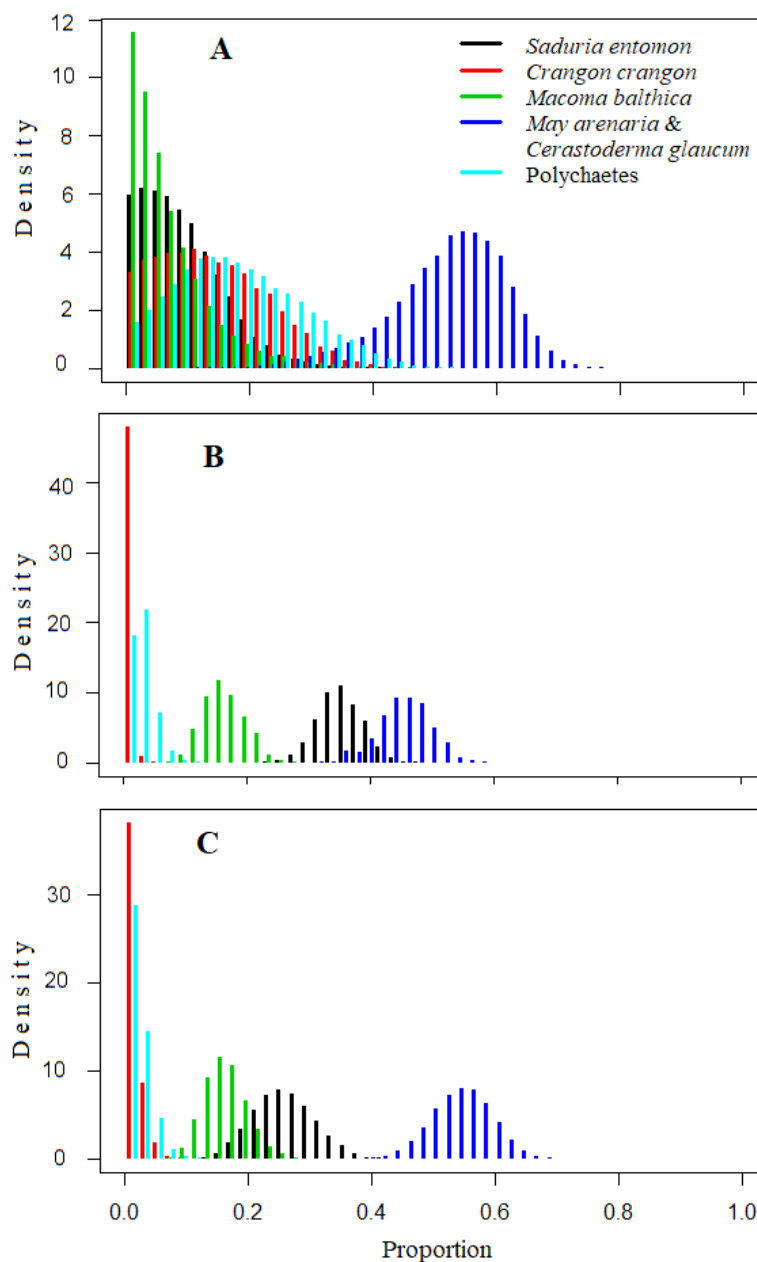 A
Saduria entomon
Crangon crangon
Macoma balthica
May arenaria &
Cerastoderma glaucum
Polychaetes
Density
12
10
8
6
4
2
0
B
Density
40
30
20
10
0
C
Density
30
20
10
0
0.0 0.2 0.4 0.6 0.8 1.0
Proportion